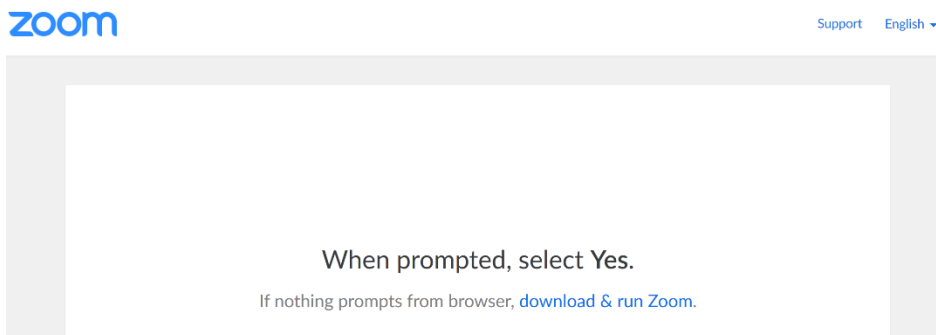 zoom
Support English
When prompted, select Yes.
If nothing prompts from browser, download & run Zoom.